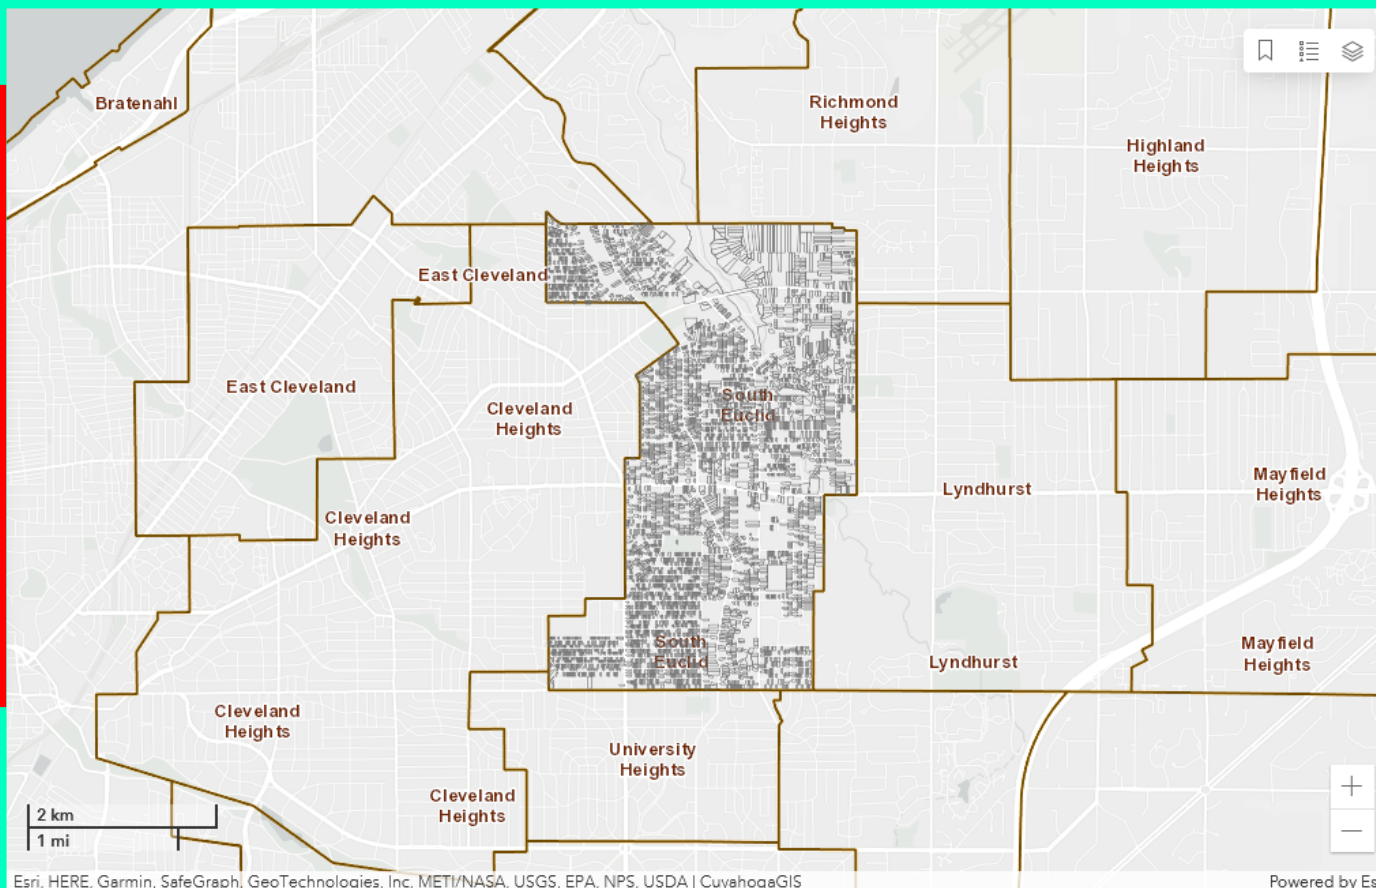 Bratenahl
Richmond
Heights
Highland
Heights
East Cleveland
East Cleveland
Cleveland
Heights
South
Euclid
Mayfield
Heights
Lyndhurst
Cleveland
Heights
South
Euclid
Lyndhurst
Mayfield
Heights
Cleveland
Heights
University
Heights
Cleveland
Heights
2 km
1 mi
Esri, HERE, Garmin, SafeGraph, GeoTechnologies, Inc, METI/NASA, USGS, EPA, NPS, USDA | CuyahogaGIS
Powered by Es